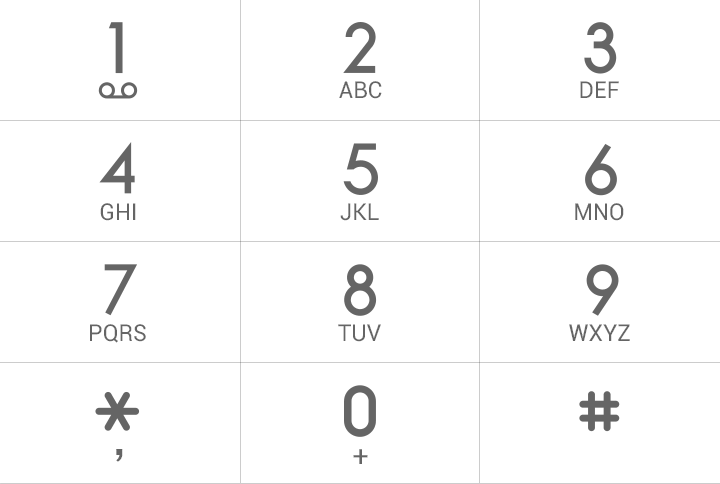 1 2 3
ABC DEF
4 5 6
GHI JKL MNO
7 8 9
PQRS TUV WXYZ
* 0 #
, +